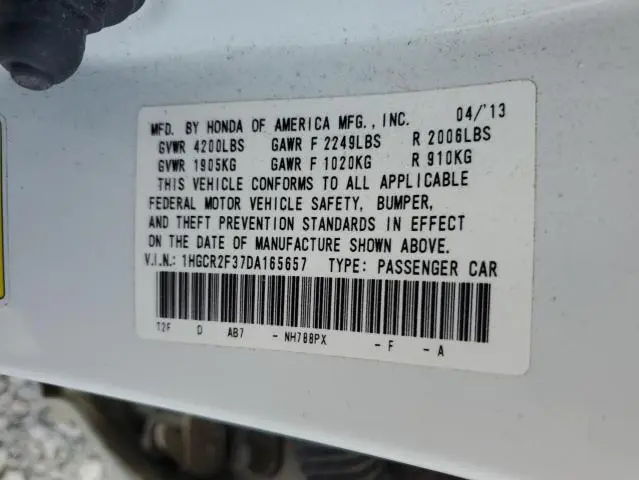 MFD. BY HONDA OF AMERICA MFG., INC. 04/'13
GVWR 4200LBS GAWR F 2249LBS R 2006LBS
GVWR 1905KG GAWR F 1020KG R 910KG
THIS VEHICLE CONFORMS TO ALL APPLICABLE
FEDERAL MOTOR VEHICLE SAFETY, BUMPER,
AND THEFT PREVENTION STANDARDS IN EFFECT
ON THE DATE OF MANUFACTURE SHOWN ABOVE.
V.I.N.: 1HGCR2F37DA165657 TYPE: PASSENGER CAR
T2F D AB7 - NH788PX - F - A